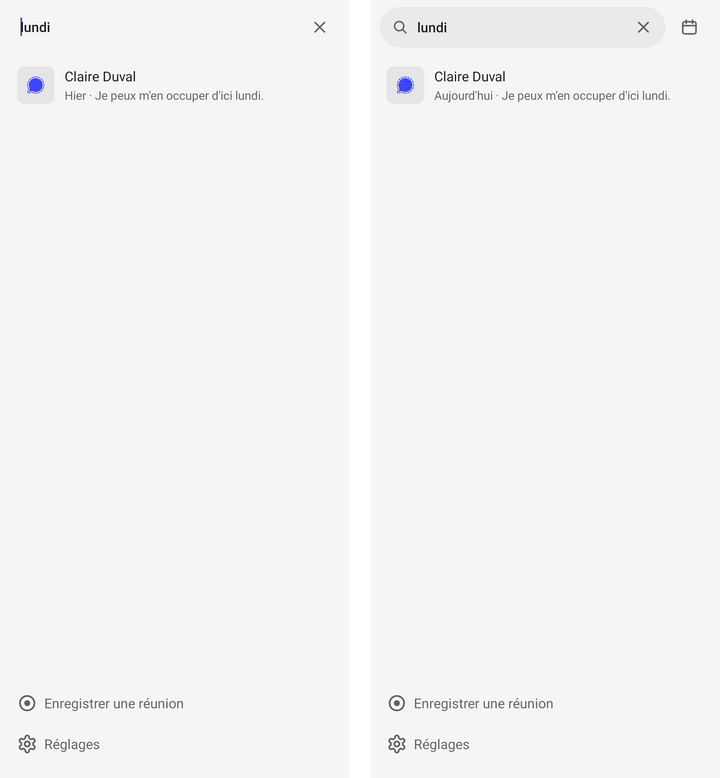 lundi
Claire Duval
Hier · Je peux m'en occuper d'ici lundi.
Enregistrer une réunion
Réglages
lundi
Claire Duval
Aujourd'hui · Je peux m'en occuper d'ici lundi.
Enregistrer une réunion
Réglages